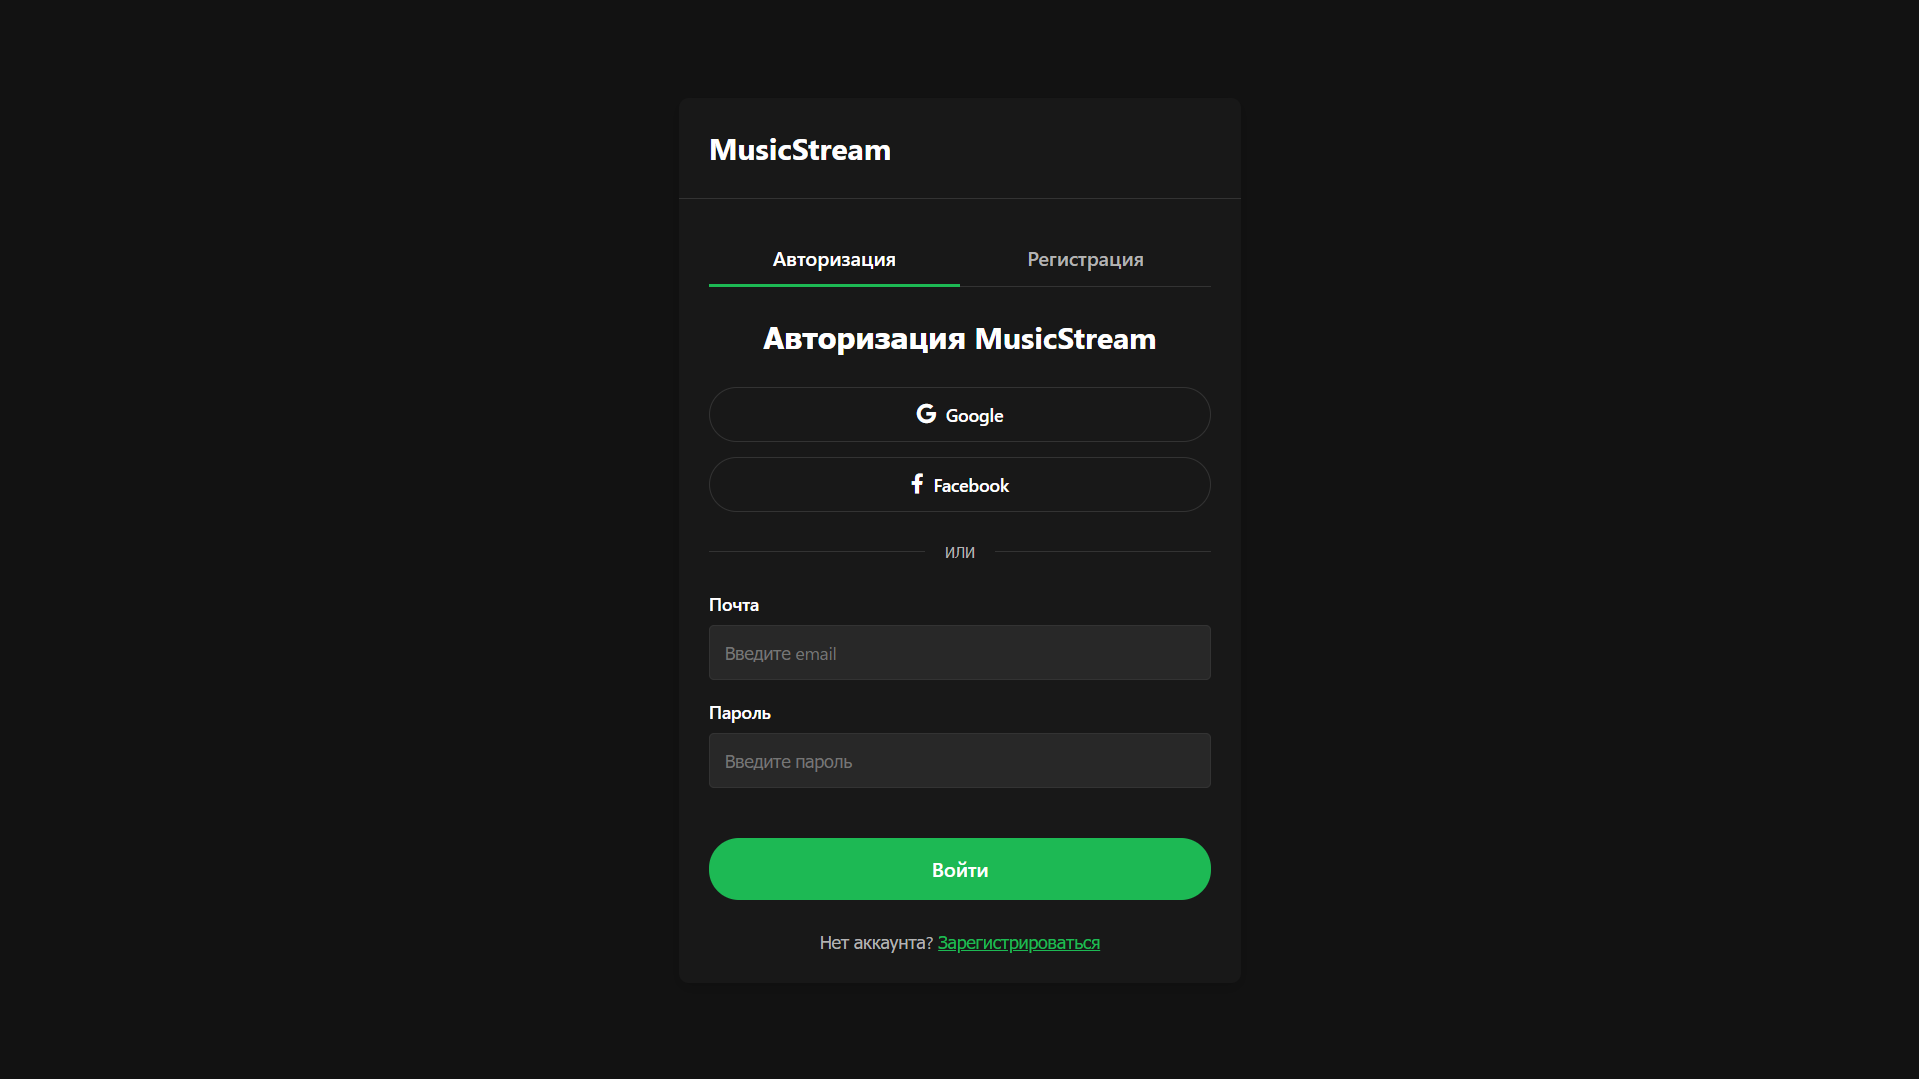 MusicStream
Авторизация Регистрация
Авторизация MusicStream
Google
Facebook
или
Почта
Введите email
Пароль
Введите пароль
Войти
Нет аккаунта? Зарегистрироваться